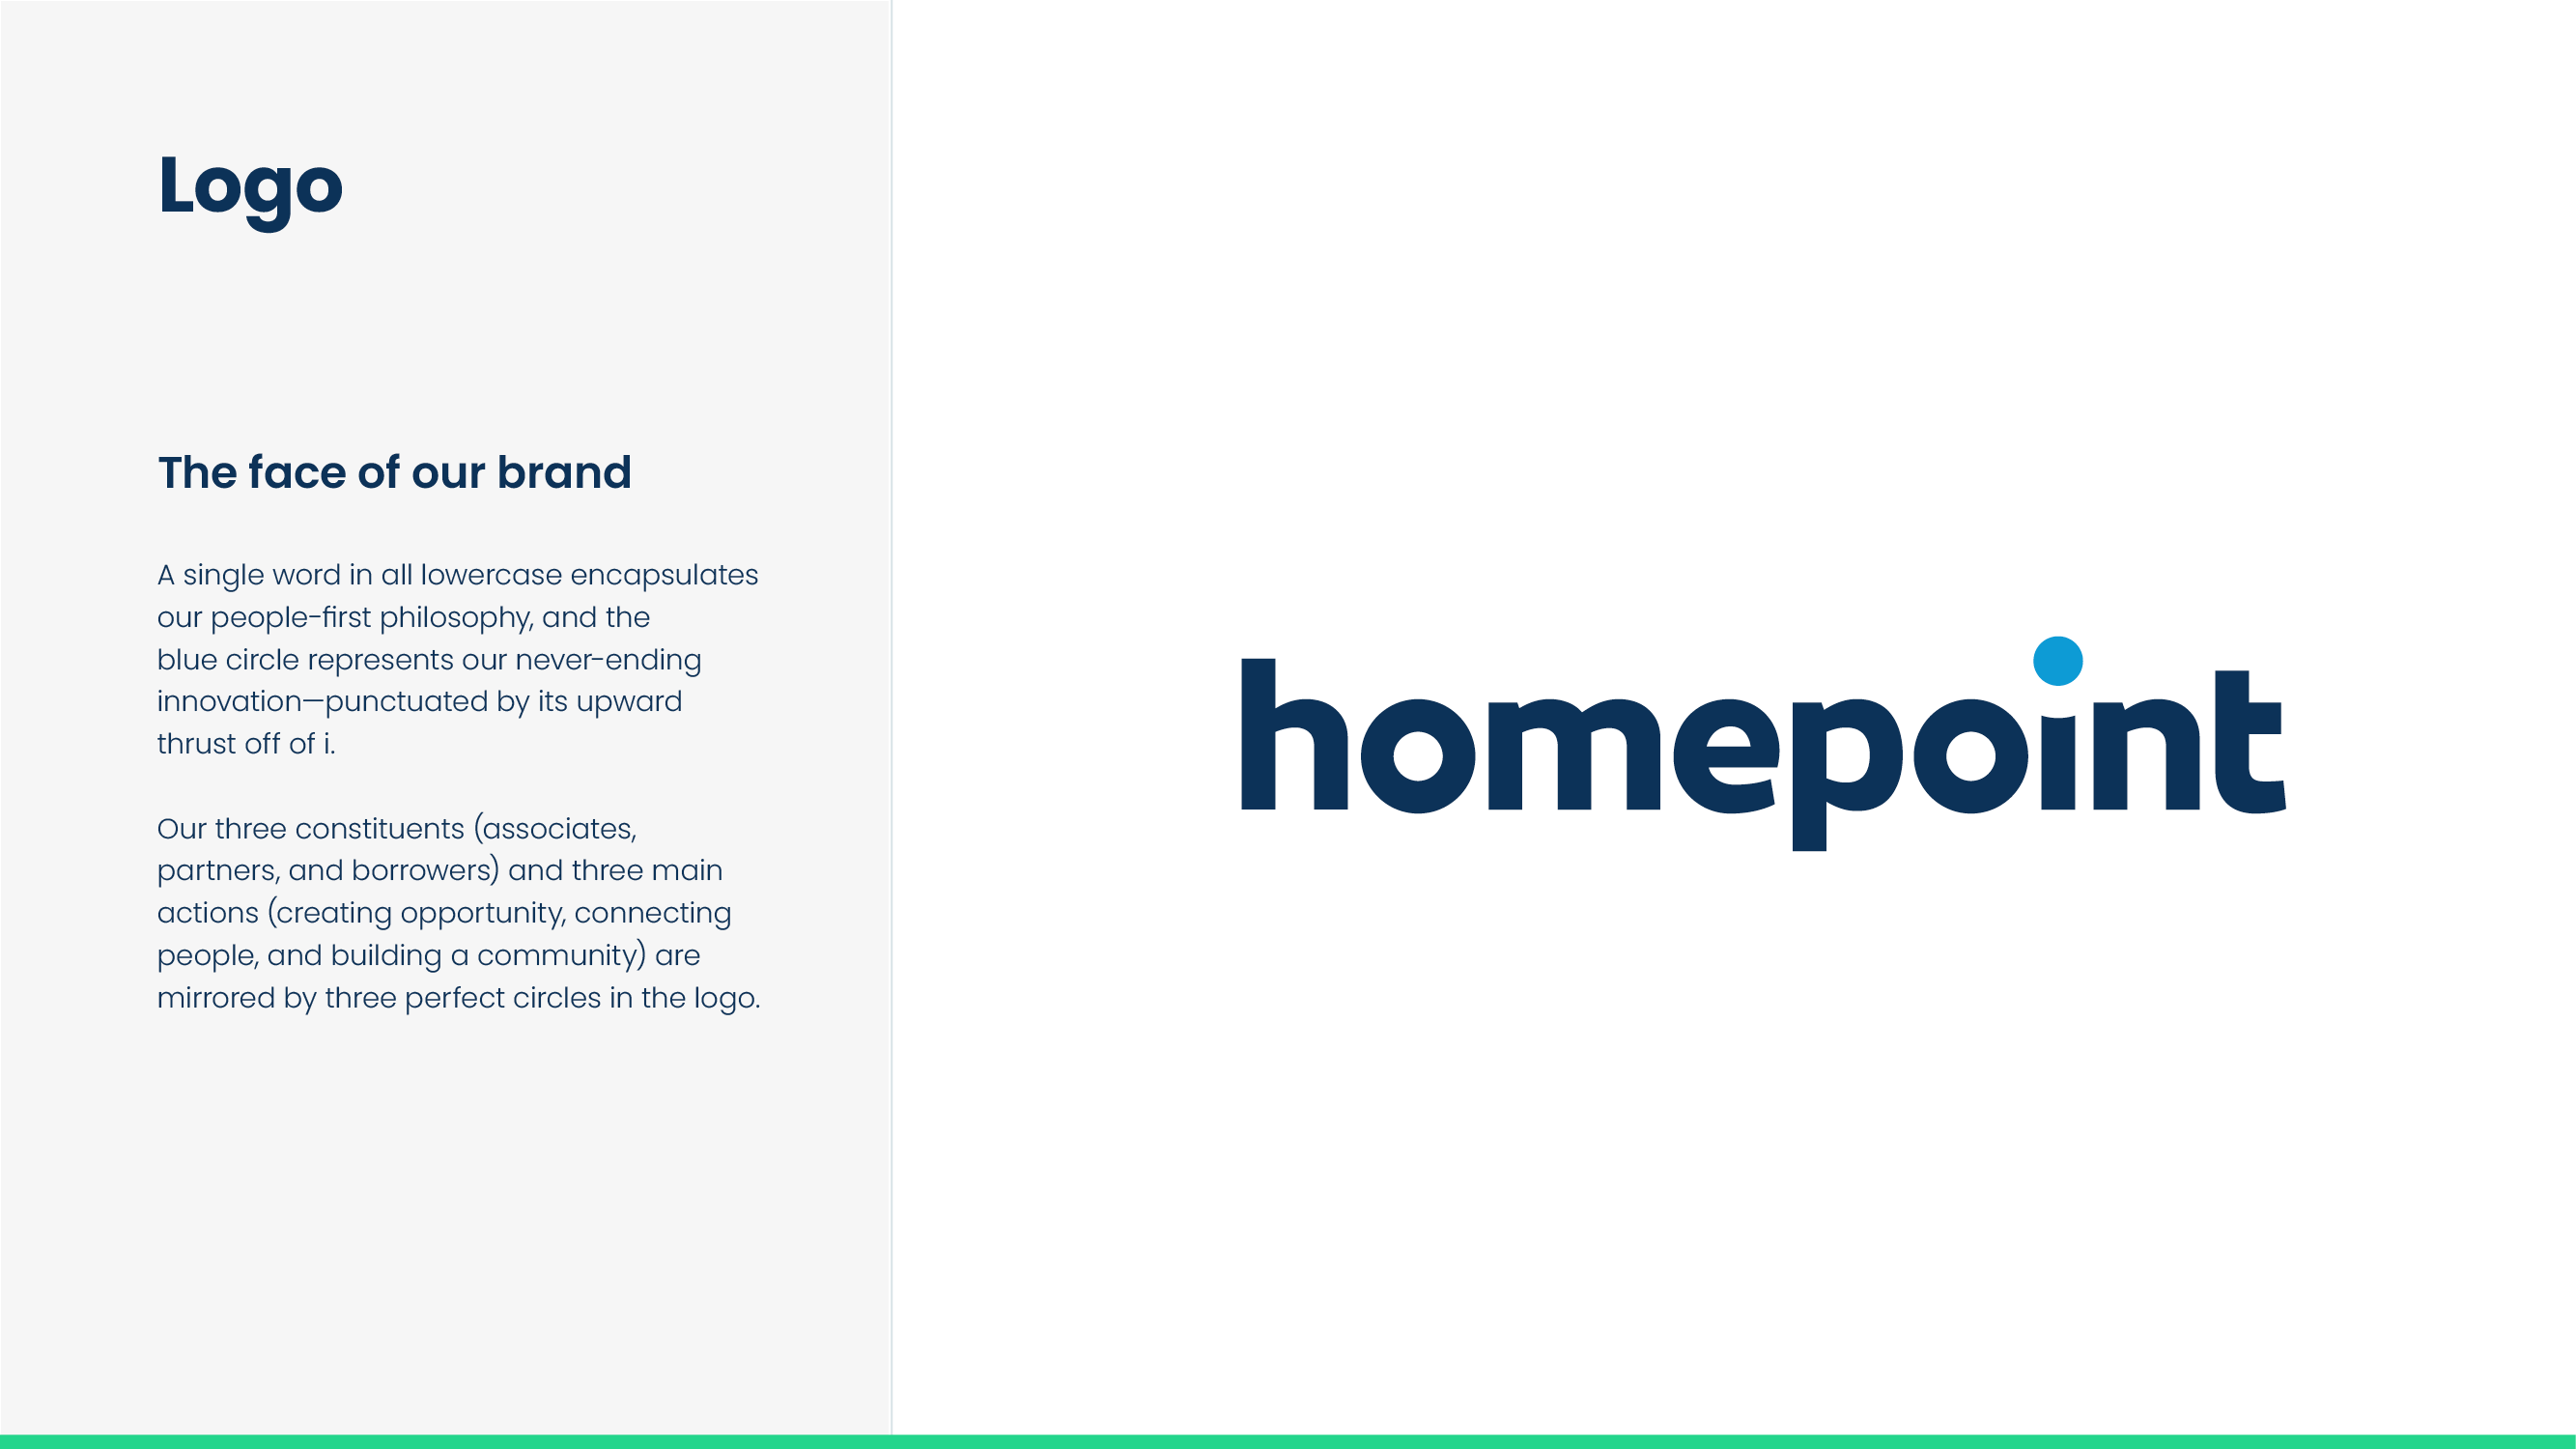 Logo
The face of our brand
A single word in all lowercase encapsulates
our people-first philosophy, and the
blue circle represents our never-ending
innovation—punctuated by its upward
thrust off of i.
Our three constituents (associates,
partners, and borrowers) and three main
actions (creating opportunity, connecting
people, and building a community) are
mirrored by three perfect circles in the logo.
homepoint